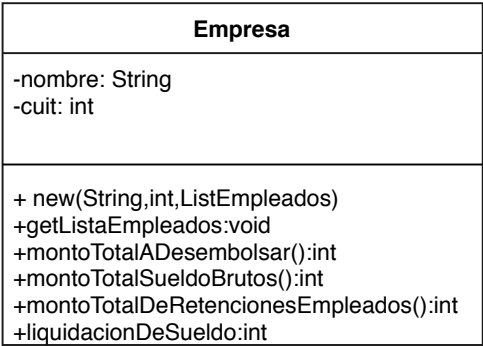 Empresa
-nombre: String
-cuit: int
+ new(String,int,ListEmpleados)
+getListaEmpleados:void
+montoTotalADesembolsar():int
+montoTotalSueldoBrutos():int
+montoTotalDeRetencionesEmpleados():int
+liquidacionDeSueldo:int